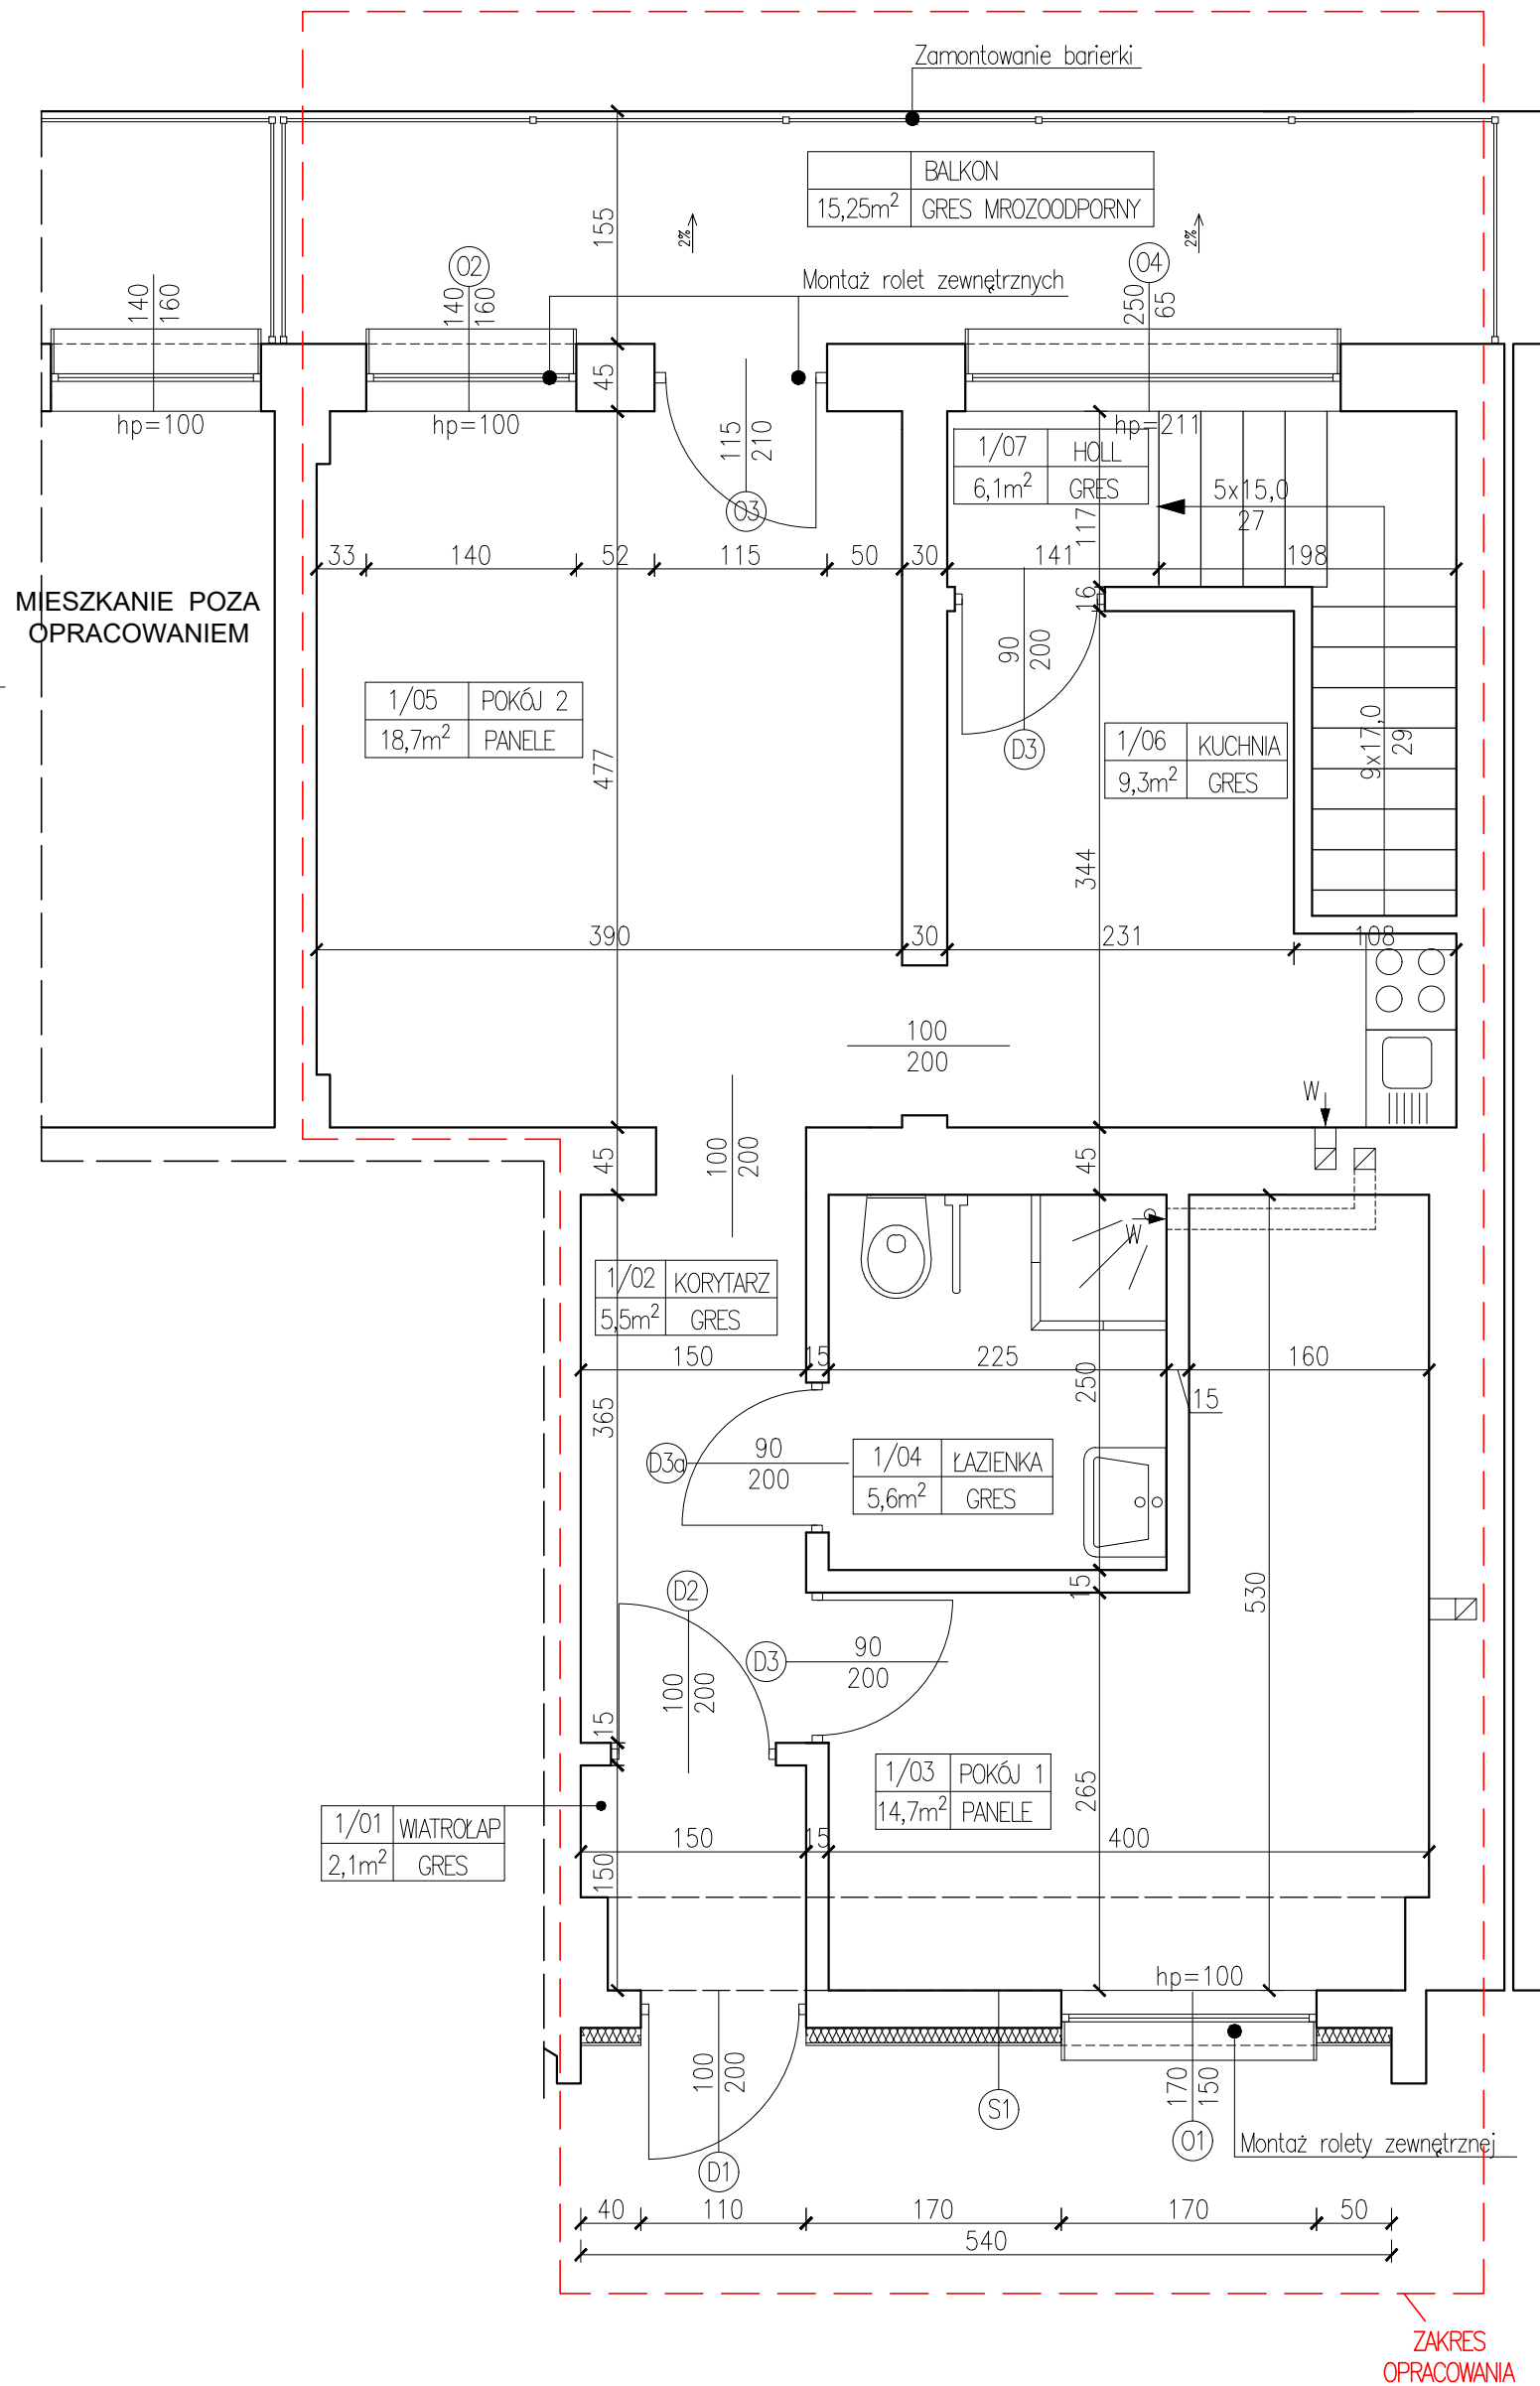 Zamontowanie barierki
BALKON
15,25m² GRES MROZOODPORNY
155
2%
2%
O2
140
160
140
160
Montaż rolet zewnętrznych
O4
250
65
45
hp=100
hp=100
115
210
O3
hp=211
1/07 HOLL
6,1m² GRES
117
5x15,0
27
33
140
52
115
50
30
141
198
MIESZKANIE POZA
OPRACOWANIEM
16
90
200
D3
1/05 POKÓJ 2
18,7m² PANELE
477
1/06 KUCHNIA
9,3m² GRES
9x17,0
29
344
390
30
231
108
100
200
W
100
200
45
45
W
1/02 KORYTARZ
5,5m² GRES
150
15
225
250
160
15
365
D3a
90
200
1/04 ŁAZIENKA
5,6m² GRES
D2
100
200
15
530
D3
90
200
15
1/03 POKÓJ 1
14,7m² PANELE
265
1/01 WIATROŁAP
2,1m² GRES
150
15
400
150
hp=100
100
200
D1
S1
170
150
O1
Montaż rolety zewnętrznej
40
110
170
170
50
540
ZAKRES
OPRACOWANIA